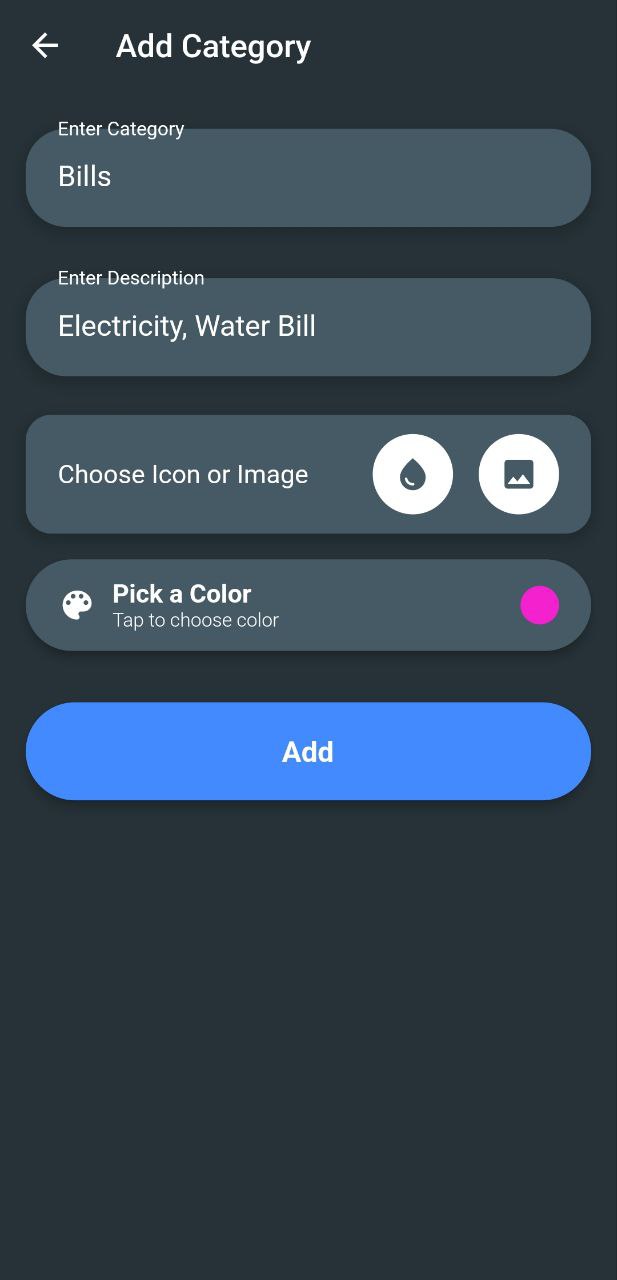 Add Category
Enter Category
Bills
Enter Description
Electricity, Water Bill
Choose Icon or Image
Pick a Color
Tap to choose color
Add